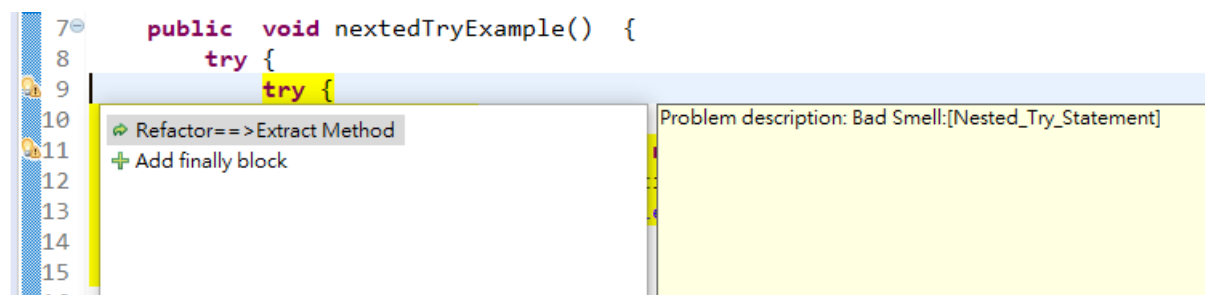 7 public void nextedTryExample() {
8 try {
9 try {
10
11
12
13
14
15
Refactor==>Extract Method
Add finally block
Problem description: Bad Smell:[Nested_Try_Statement]